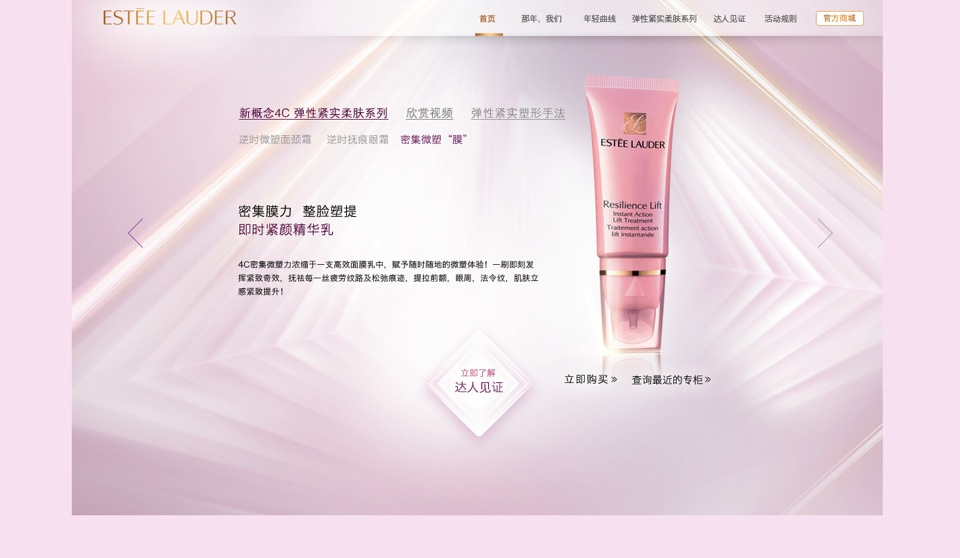 ESTĒE LAUDER
首页 那年，我们 年轻曲线 弹性紧实柔肤系列 达人见证 活动规则 官方商城
新概念4C 弹性紧实柔肤系列 欣赏视频 弹性紧实塑形手法
逆时微塑面颈霜 逆时抚痕眼霜 密集微塑“膜”
密集膜力 整脸塑提
即时紧颜精华乳
4C密集微塑力浓缩于一支高效面膜乳中，赋予随时随地的微塑体验！一刷即刻发
挥紧致奇效，抚祛每一丝疲劳纹路及松弛痕迹，提拉前额，眼周，法令纹，肌肤立
感紧致提升！
ESTĒE LAUDER
Resilience Lift
Instant Action
Lift Treatment
Traitement action
lift instantanée
立即了解
达人见证
立即购买 » 查询最近的专柜 »